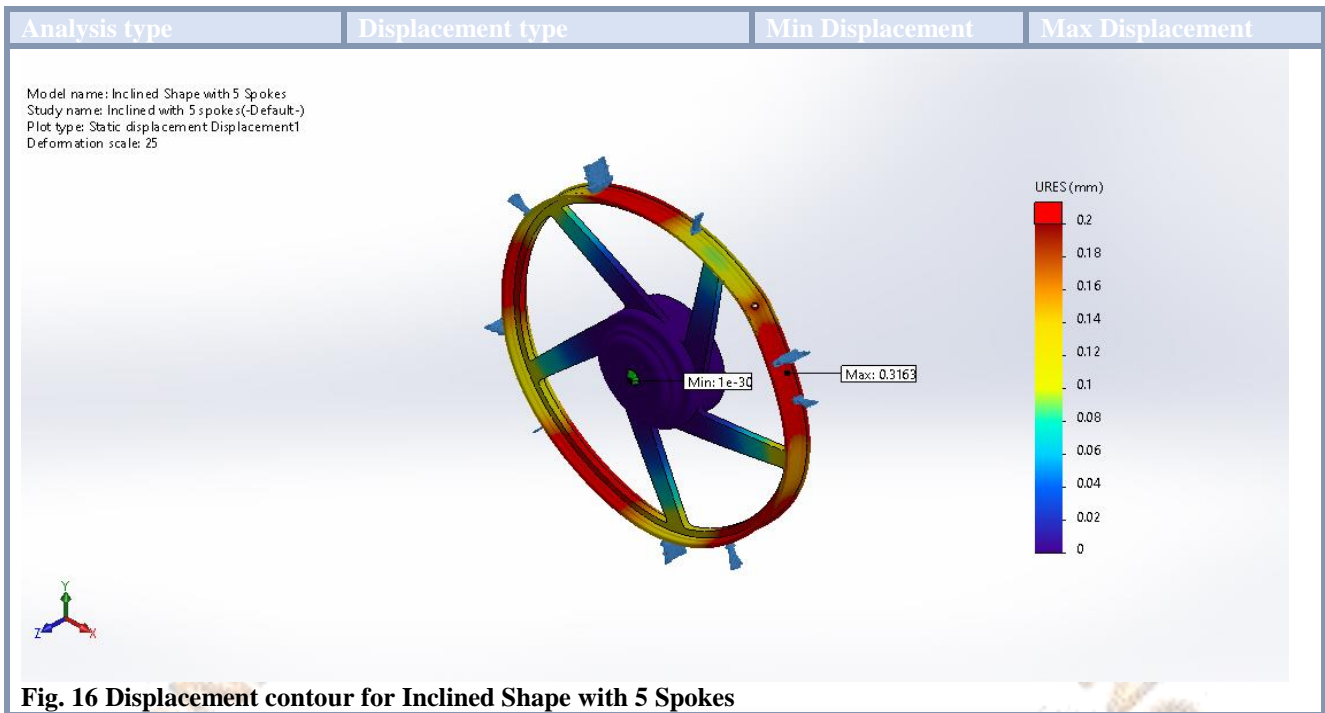 Analysis type Displacement type Min Displacement Max Displacement
Model name: Inclined Shape with 5 Spokes
Study name: Inclined with 5 spokes(-Default-)
Plot type: Static displacement Displacement1
Deformation scale: 25
URES (mm)
0.2
0.18
0.16
0.14
0.12
0.1
0.08
0.06
0.04
0.02
0
Min: 1e-30
Max: 0.3163
Y
Z X
Fig. 16 Displacement contour for Inclined Shape with 5 Spokes